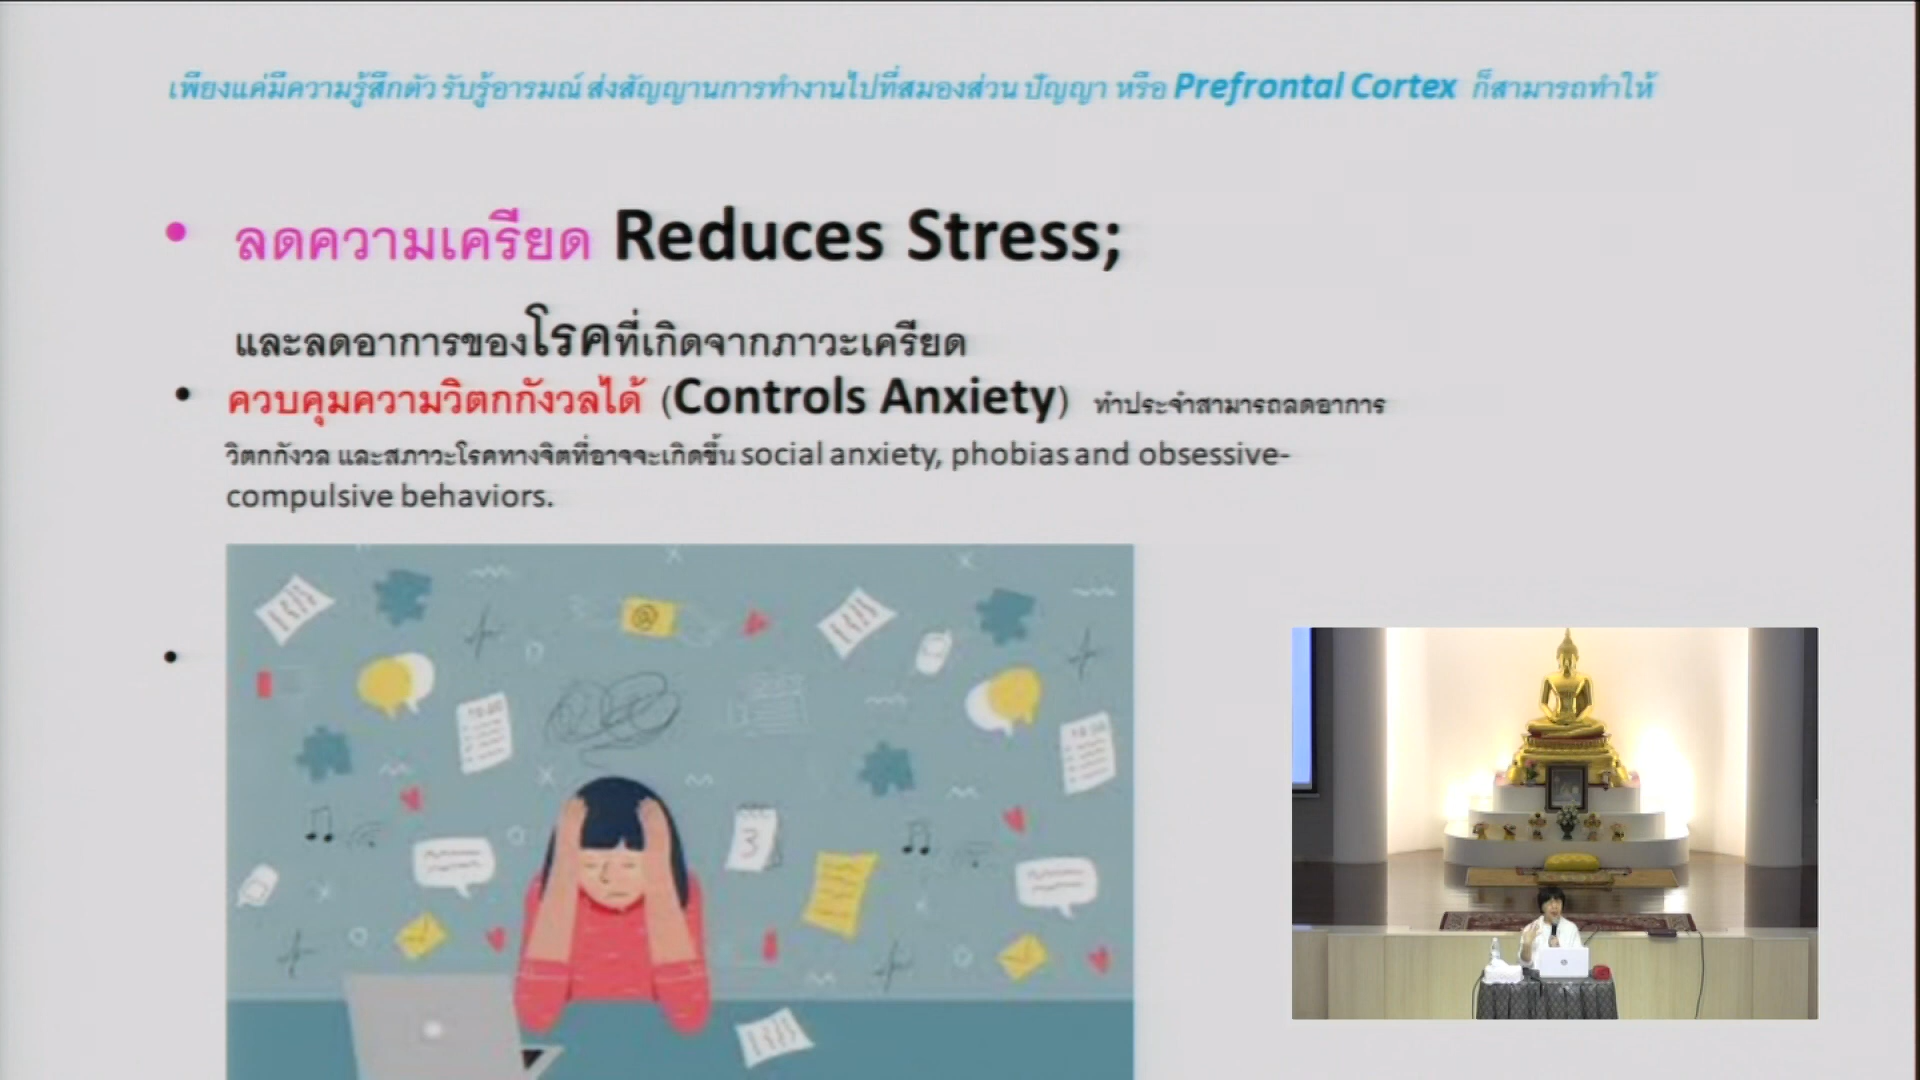 เพียงแค่มีความรู้สึกตัว รับรู้อารมณ์ ส่งสัญญานการทำงานไปที่สมองส่วน ปัญญา หรือ Prefrontal Cortex ก็สามารถทำให้
• ลดความเครียด Reduces Stress;
และลดอาการของโรคที่เกิดจากภาวะเครียด
• ควบคุมความวิตกกังวลได้ (Controls Anxiety) ทำประจำสามารถลดอาการ
วิตกกังวล และสภาวะโรคทางจิตที่อาจจะเกิดขึ้น social anxiety, phobias and obsessive-
compulsive behaviors.
•
@
3